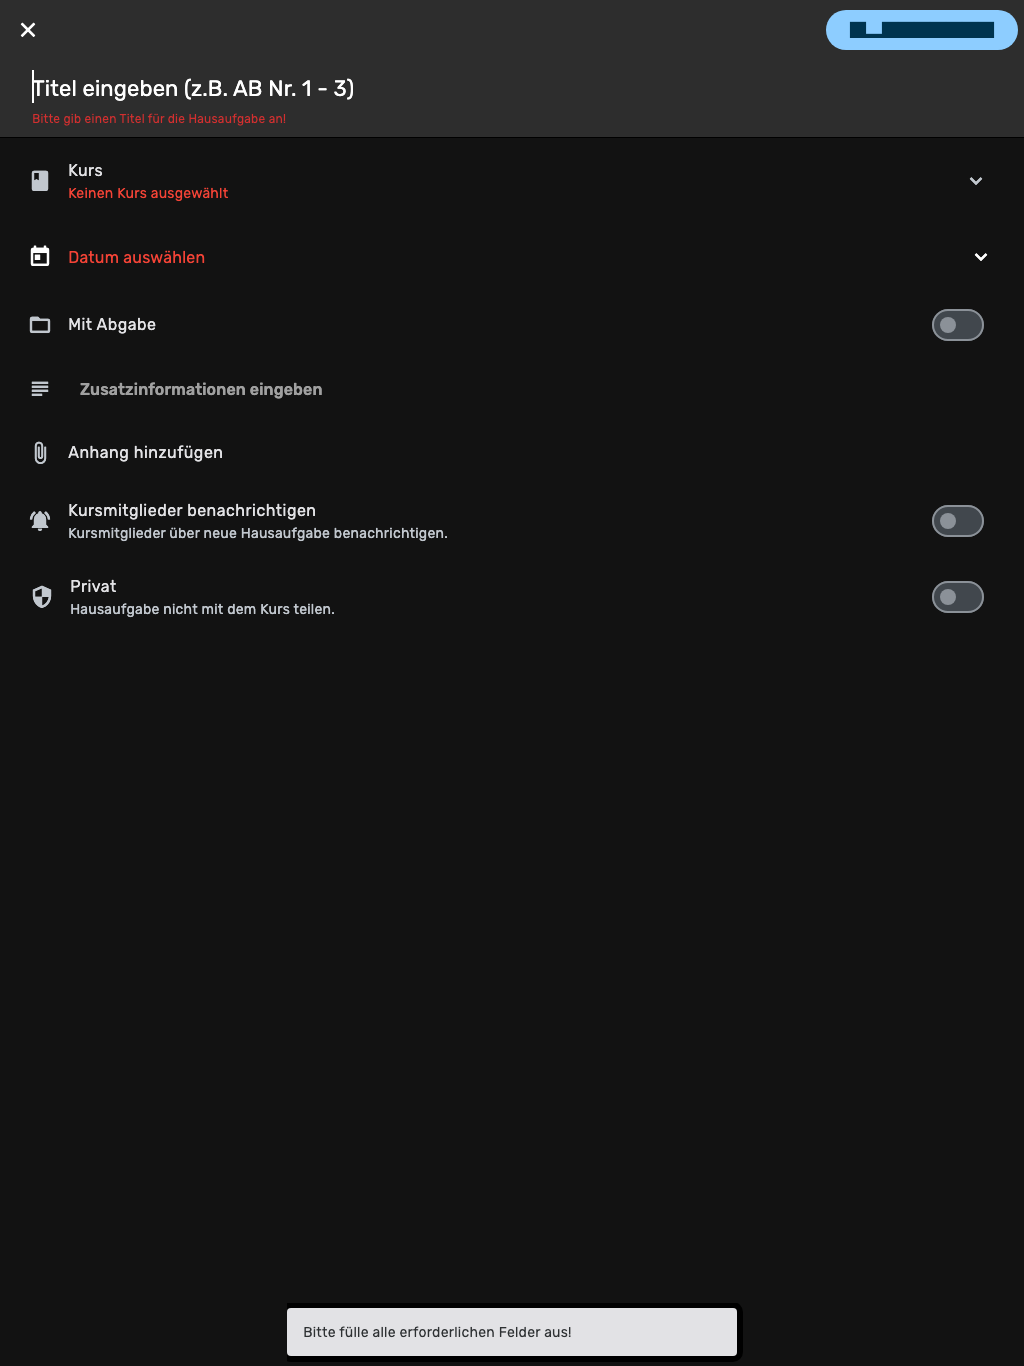 Titel eingeben (z.B. AB Nr. 1 - 3)
Bitte gib einen Titel für die Hausaufgabe an!
Kurs
Keinen Kurs ausgewählt
Datum auswählen
Mit Abgabe
Zusatzinformationen eingeben
Anhang hinzufügen
Kursmitglieder benachrichtigen
Kursmitglieder über neue Hausaufgabe benachrichtigen.
Privat
Hausaufgabe nicht mit dem Kurs teilen.
Bitte fülle alle erforderlichen Felder aus!